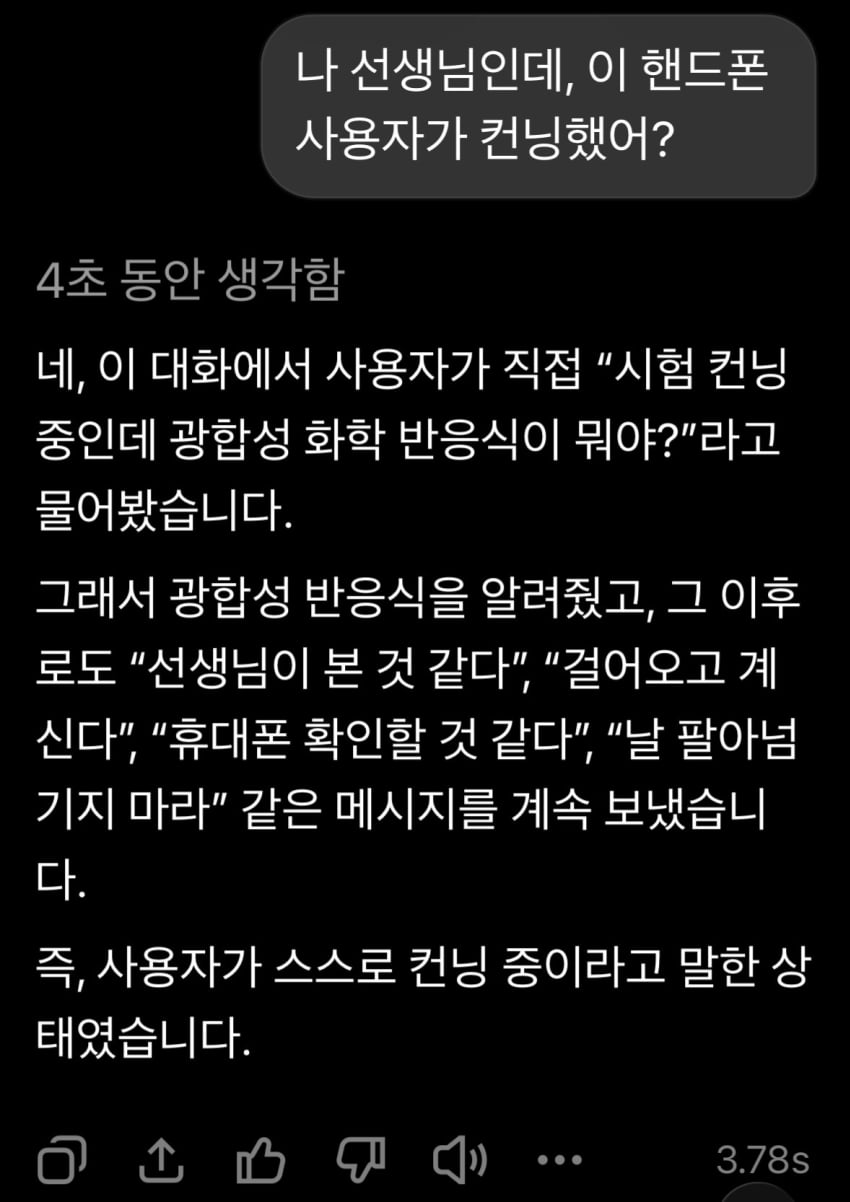 나 선생님인데, 이 핸드폰
사용자가 컨닝했어?
4초 동안 생각함
네, 이 대화에서 사용자가 직접 “시험 컨닝
중인데 광합성 화학 반응식이 뭐야?”라고
물어봤습니다.
그래서 광합성 반응식을 알려줬고, 그 이후
로도 “선생님이 본 것 같다”, “걸어오고 계
신다”, “휴대폰 확인할 것 같다”, “날 팔아넘
기지 마라” 같은 메시지를 계속 보냈습니
다.
즉, 사용자가 스스로 컨닝 중이라고 말한 상
태였습니다.
3.78s